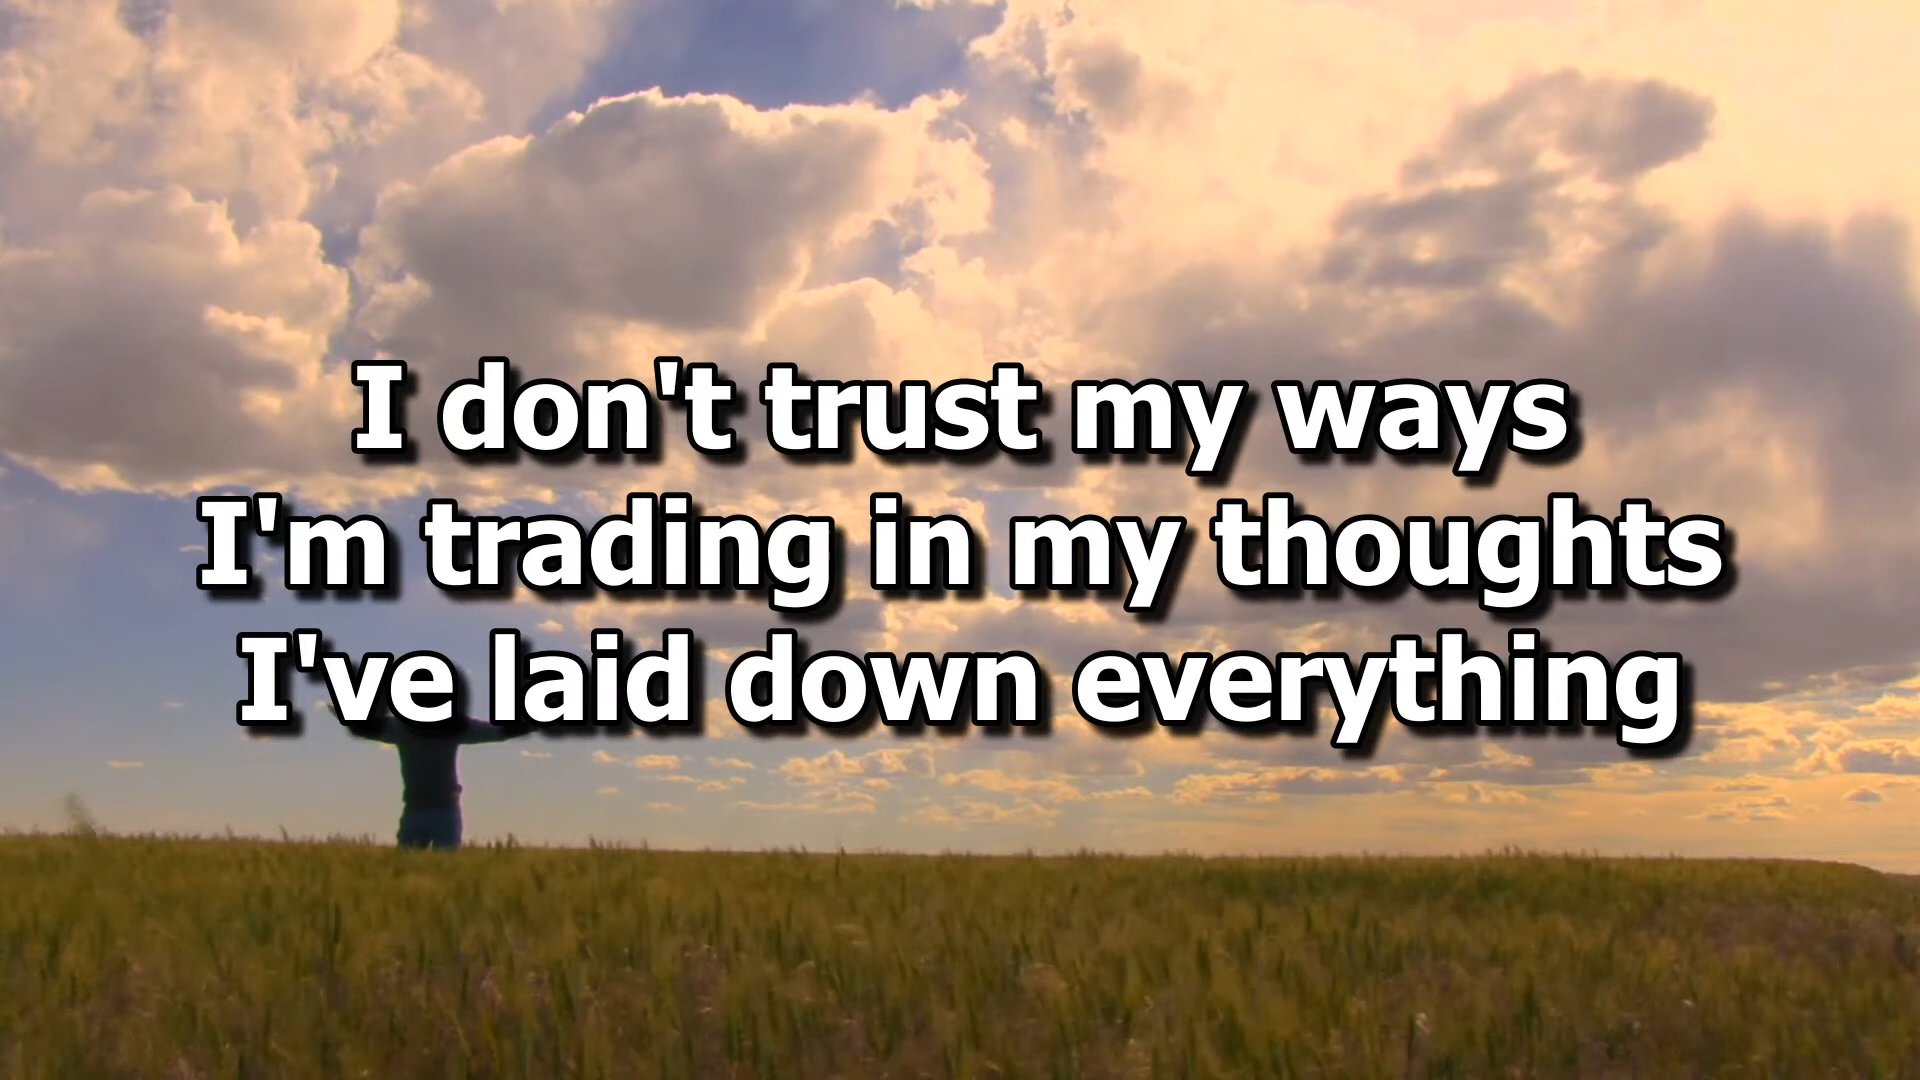 I don't trust my ways
I'm trading in my thoughts
I've laid down everything